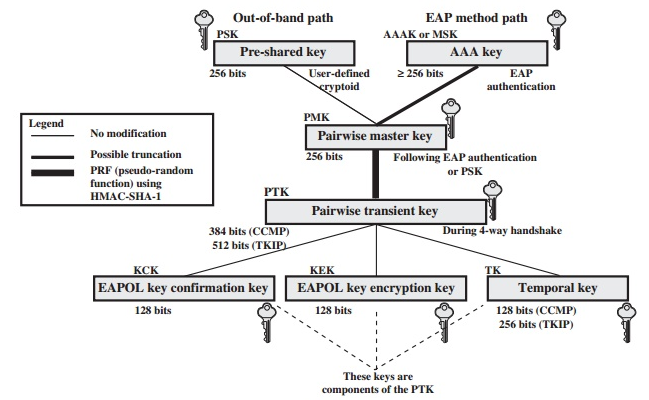 Out-of-band path
EAP method path
PSK
AAAK or MSK
Pre-shared key
AAA key
256 bits
User-defined
cryptoid
≥ 256 bits
EAP
authentication
Legend
No modification
Possible truncation
PRF (pseudo-random
function) using
HMAC-SHA-1
PMK
Pairwise master key
256 bits
Following EAP authentication
or PSK
PTK
Pairwise transient key
384 bits (CCMP)
512 bits (TKIP)
During 4-way handshake
KCK
KEK
TK
EAPOL key confirmation key
EAPOL key encryption key
Temporal key
128 bits
128 bits
128 bits (CCMP)
256 bits (TKIP)
These keys are
components of the PTK